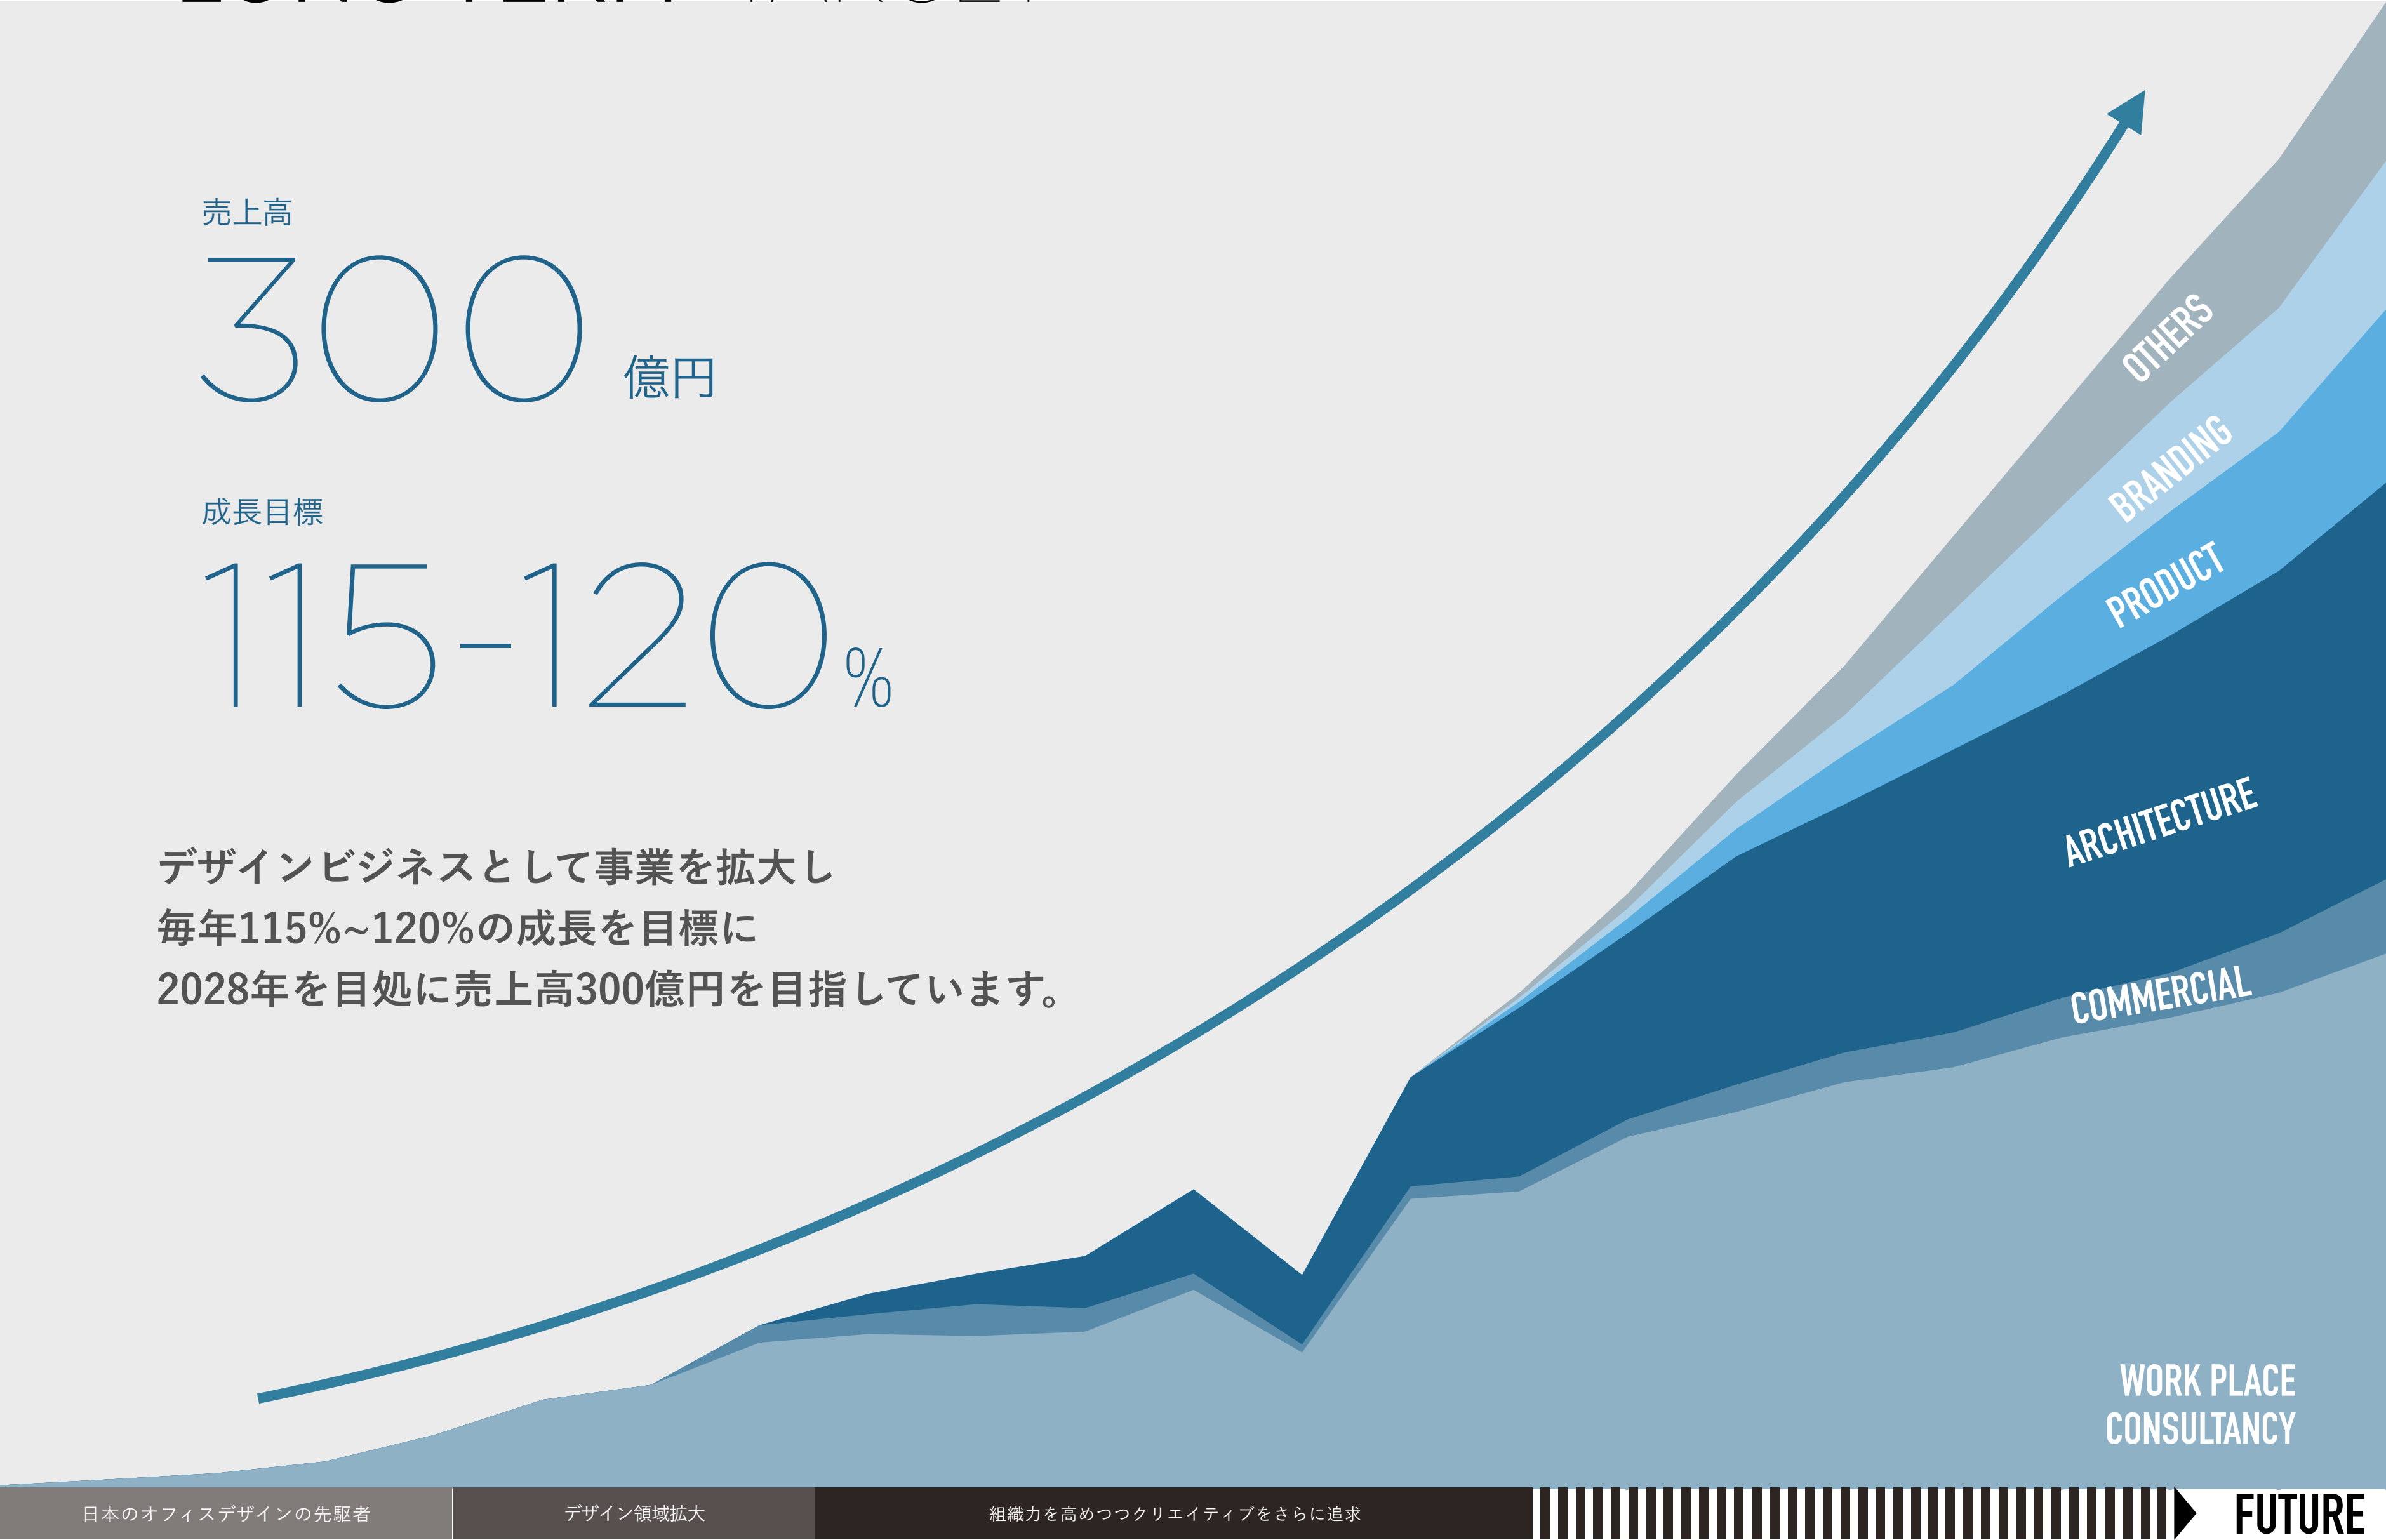 売上高
300億円
成長目標
115-120%
デザインビジネスとして事業を拡大し
毎年115%~120%の成長を目標に
2028年を目処に売上高300億円を目指しています。
OTHERS
BRANDING
PRODUCT
ARCHITECTURE
COMMERCIAL
WORK PLACE
CONSULTANCY
日本のオフィスデザインの先駆者
デザイン領域拡大
組織力を高めつつクリエイティブをさらに追求
FUTURE